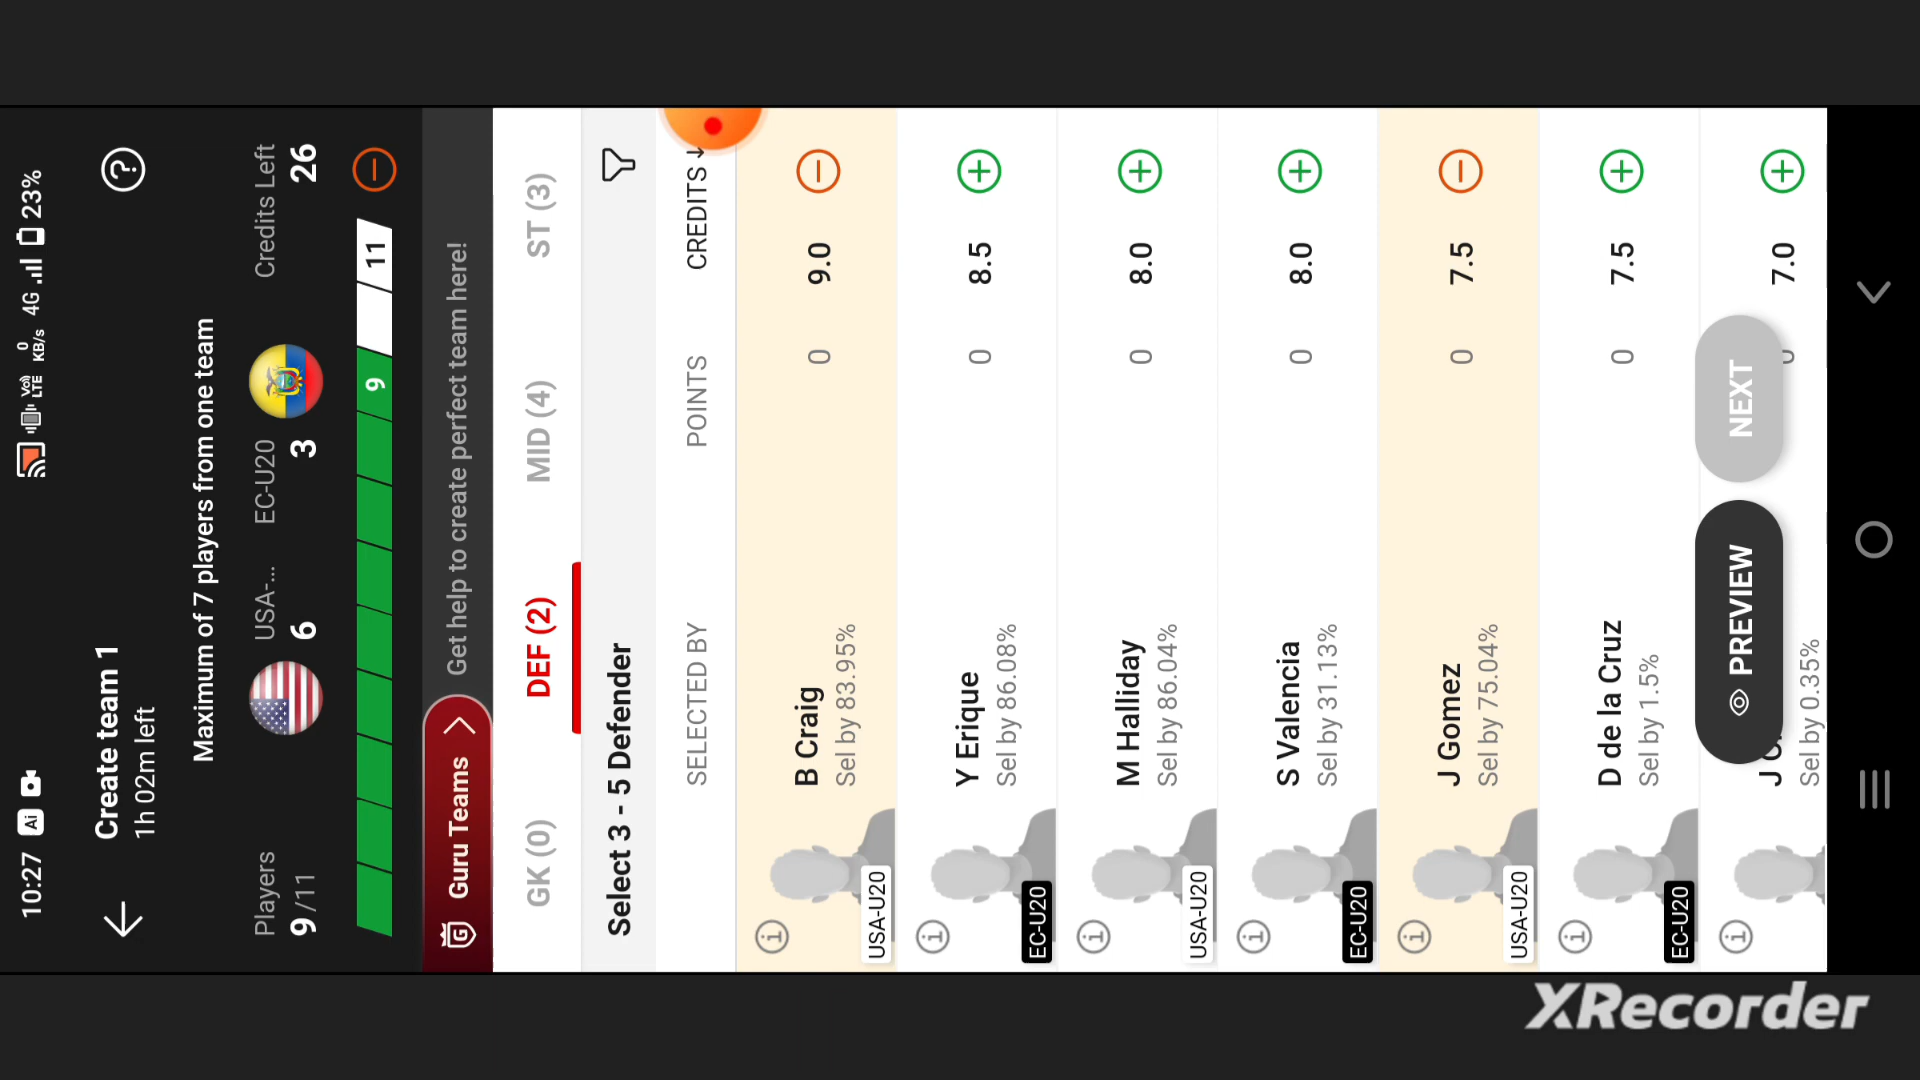 10:27 Ai 0 KB/s VoO LTE 4G 23%
Create team 1
1h 02m left
?
Maximum of 7 players from one team
Players USA-... EC-U20 Credits Left
9 /11 6 3 26
9 11
G Guru Teams Get help to create perfect team here!
GK (0) DEF (2) MID (4) ST (3)
Select 3 - 5 Defender
SELECTED BY POINTS CREDITS
B Craig 0 9.0
Sel by 83.95%
USA-U20
Y Erique 0 8.5
Sel by 86.08%
EC-U20
M Halliday 0 8.0
Sel by 86.04%
USA-U20
S Valencia 0 8.0
Sel by 31.13%
EC-U20
J Gomez 0 7.5
Sel by 75.04%
USA-U20
D de la Cruz 0 7.5
Sel by 1.5%
EC-U20
PREVIEW NEXT
J 7.0
Sel by 0.35%
XRecorder